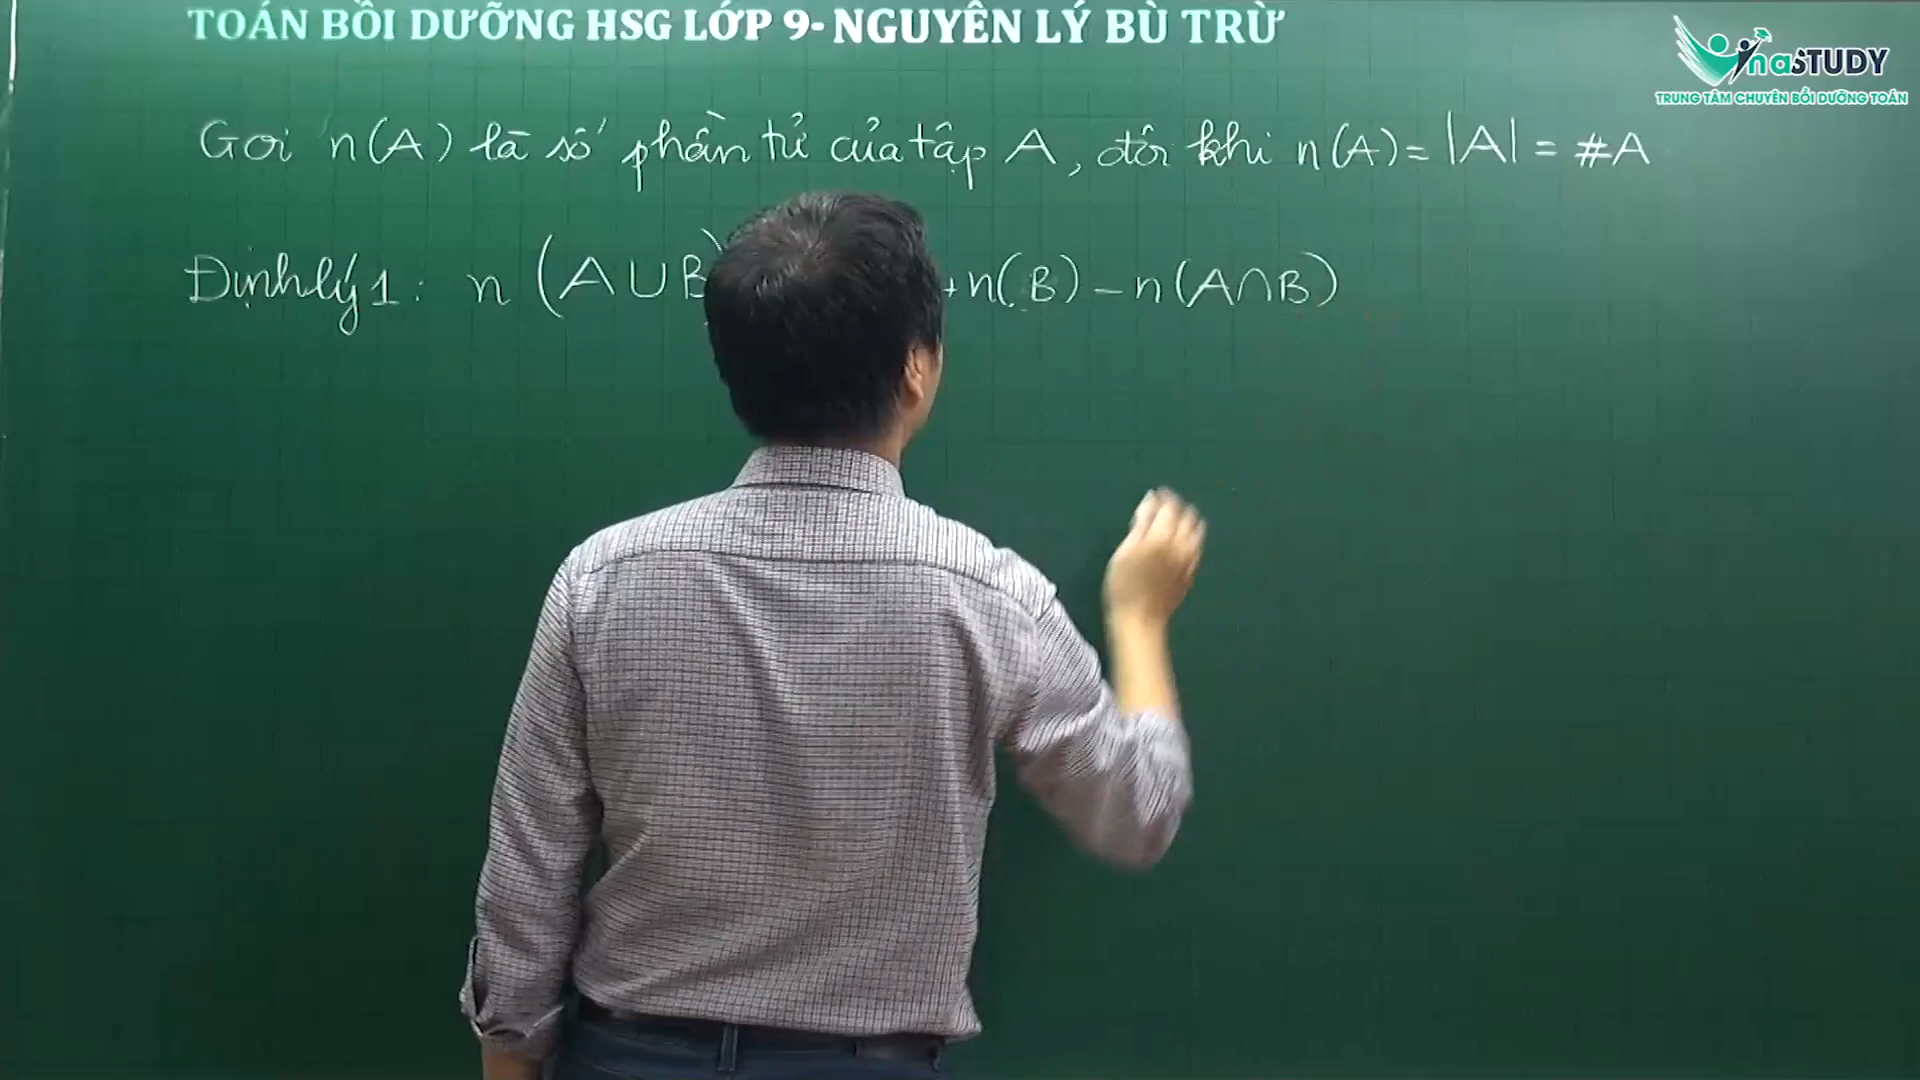 TOÁN BỒI DƯỠNG HSG LỚP 9- NGUYÊN LÝ BÙ TRỪ
VinaSTUDY
TRUNG TÂM CHUYÊN BỒI DƯỠNG TOÁN
Gọi n(A) là số phần tử của tập A, đôi khi n(A) = |A| = #A
Định lý 1: n (A∪B) +n(B) - n(A∩B)